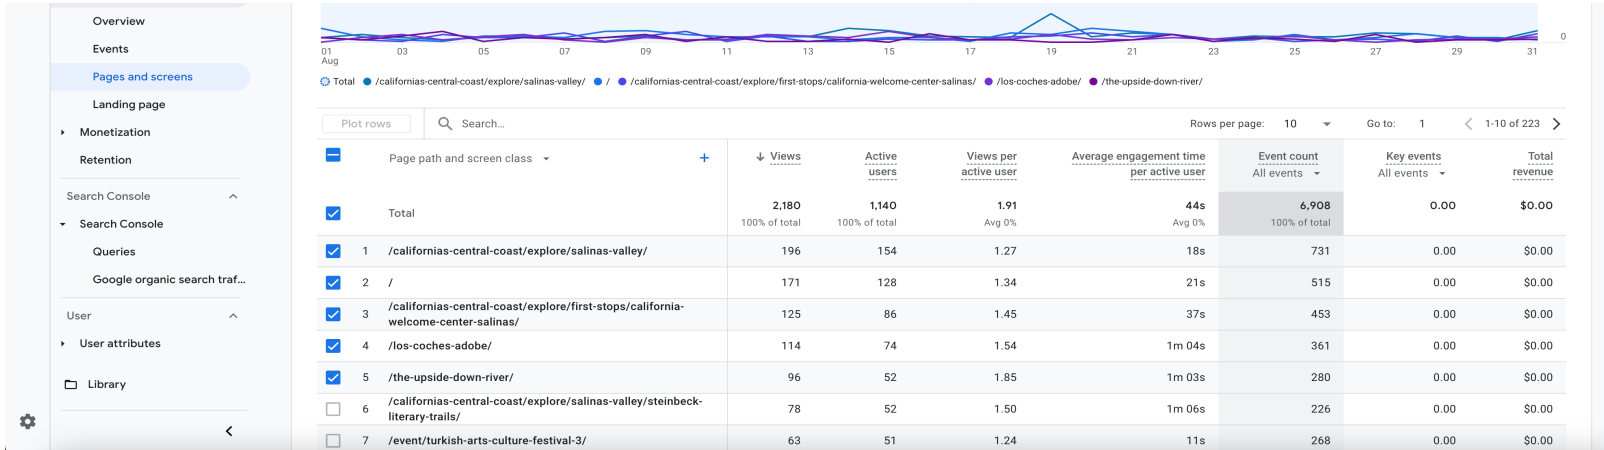 Overview
Events
Pages and screens
Landing page
Monetization
Retention
Search Console
Search Console
Queries
Google organic search traf...
User
User attributes
Library
0
01 03 05 07 09 11 13 15 17 19 21 23 25 27 29 31
Aug
Total /californias-central-coast/explore/salinas-valley/ / /californias-central-coast/explore/first-stops/california-welcome-center-salinas/ /los-coches-adobe/ /the-upside-down-river/
Plot rows Search... Rows per page: 10 Go to: 1 1-10 of 223
Page path and screen class + Views Active users Views per active user Average engagement time per active user Event count All events Key events All events Total revenue
Total 2,180 1,140 1.91 44s 6,908 0.00 $0.00
100% of total 100% of total Avg 0% Avg 0% 100% of total
1 /californias-central-coast/explore/salinas-valley/ 196 154 1.27 18s 731 0.00 $0.00
2 / 171 128 1.34 21s 515 0.00 $0.00
3 /californias-central-coast/explore/first-stops/california-welcome-center-salinas/ 125 86 1.45 37s 453 0.00 $0.00
4 /los-coches-adobe/ 114 74 1.54 1m 04s 361 0.00 $0.00
5 /the-upside-down-river/ 96 52 1.85 1m 03s 280 0.00 $0.00
6 /californias-central-coast/explore/salinas-valley/steinbeck-literary-trails/ 78 52 1.50 1m 06s 226 0.00 $0.00
7 /event/turkish-arts-culture-festival-3/ 63 51 1.24 11s 268 0.00 $0.00